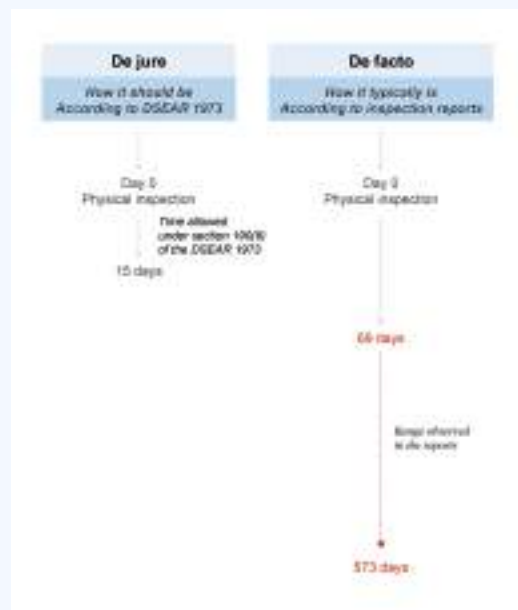 De jure
How it should be
According to DSEAR 1973
Day 0
Physical inspection
Time allowed
under section
of the DSEAR 1973
15 days
De facto
How it typically is
According to inspection reports
Day 0
Physical inspection
69 days
Range observed
in the reports
573 days